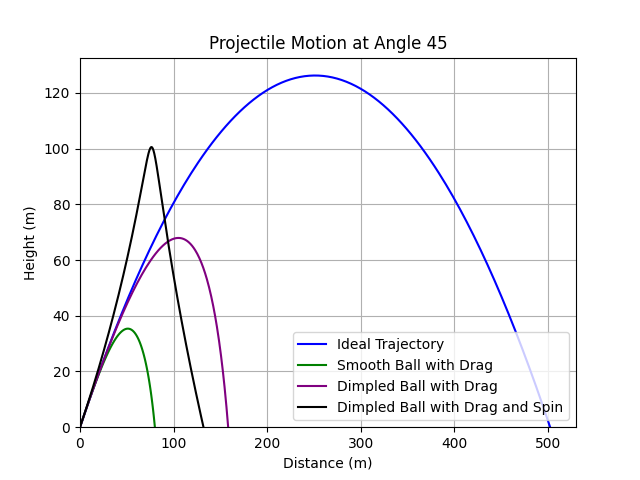 Projectile Motion at Angle 45
Height (m)
120
100
80
60
40
20
0
0 100 200 300 400 500
Distance (m)
Ideal Trajectory
Smooth Ball with Drag
Dimpled Ball with Drag
Dimpled Ball with Drag and Spin